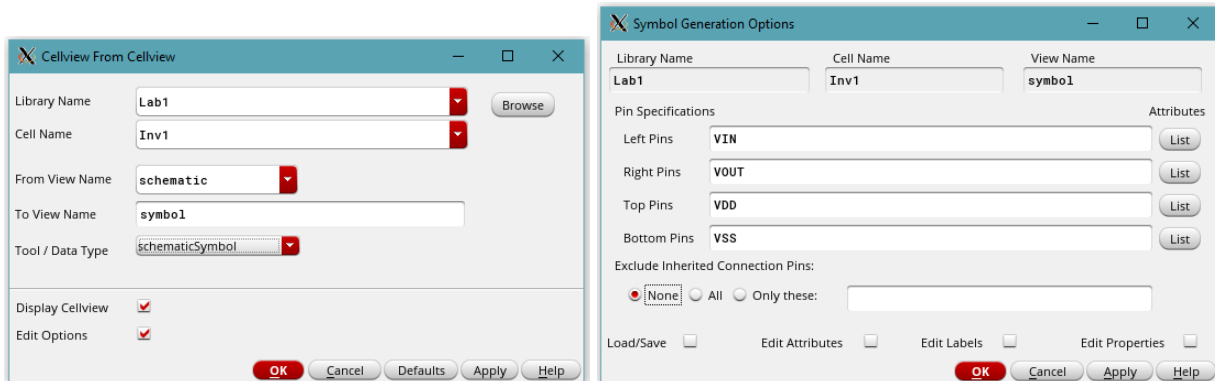 Cellview From Cellview
Library Name Lab1 Browse
Cell Name Inv1
From View Name schematic
To View Name symbol
Tool / Data Type schematicSymbol
Display Cellview
Edit Options
OK Cancel Defaults Apply Help
Symbol Generation Options
Library Name Cell Name View Name
Lab1 Inv1 symbol
Pin Specifications Attributes
Left Pins VIN List
Right Pins VOUT List
Top Pins VDD List
Bottom Pins VSS List
Exclude Inherited Connection Pins:
None All Only these:
Load/Save Edit Attributes Edit Labels Edit Properties
OK Cancel Apply Help